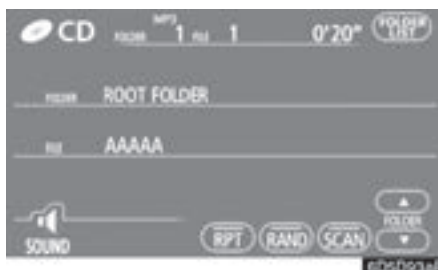 CD FOLDER MP3 1 FILE 1 0'20" FOLDER LIST
FOLDER ROOT FOLDER
FILE AAAAA
SOUND RPT RAND SCAN FOLDER